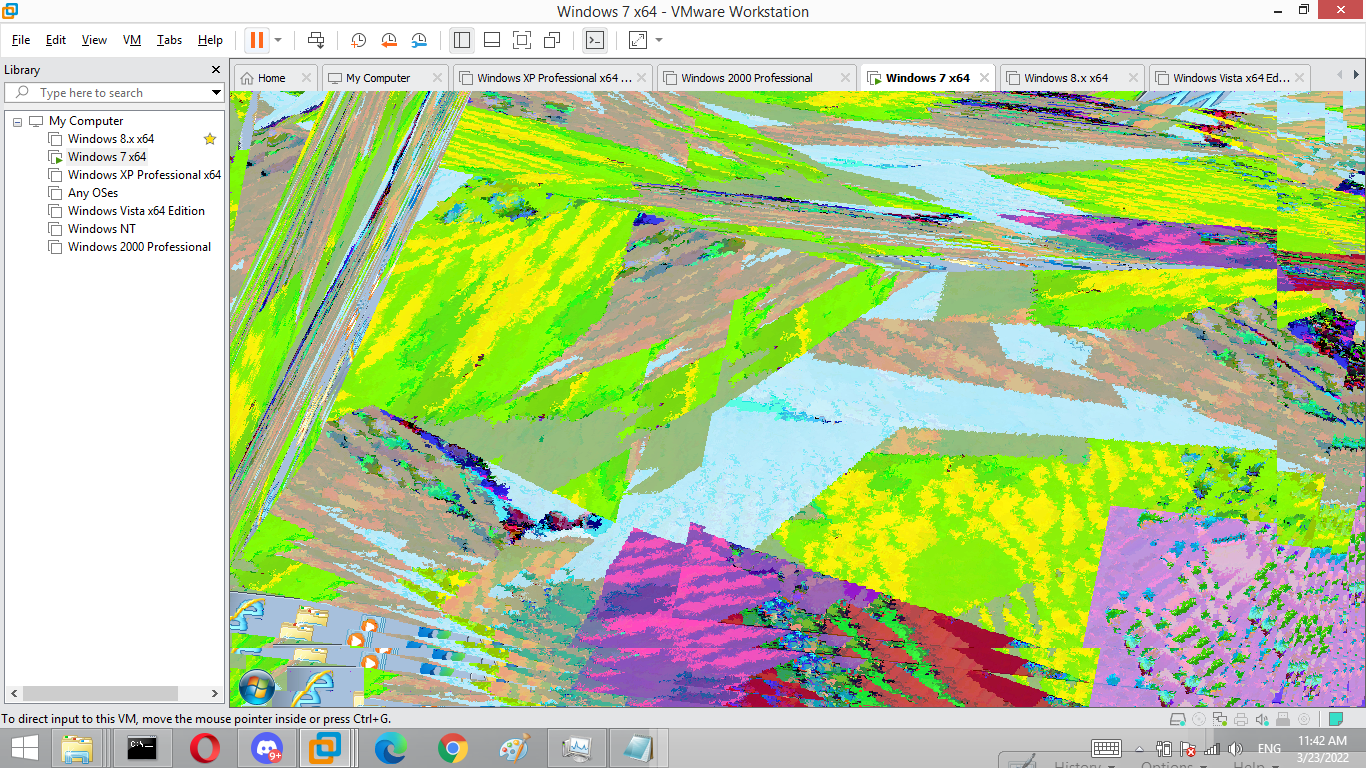 Windows 7 x64 - VMware Workstation
File Edit View VM Tabs Help
Library
Type here to search
My Computer
Windows 8.x x64
Windows 7 x64
Windows XP Professional x64
Any OSes
Windows Vista x64 Edition
Windows NT
Windows 2000 Professional
Home
My Computer
Windows XP Professional x64 ...
Windows 2000 Professional
Windows 7 x64
Windows 8.x x64
Windows Vista x64 Ed...
To direct input to this VM, move the mouse pointer inside or press Ctrl+G.
C:\
9+
ENG
11:42 AM
3/23/2022
History Options Help